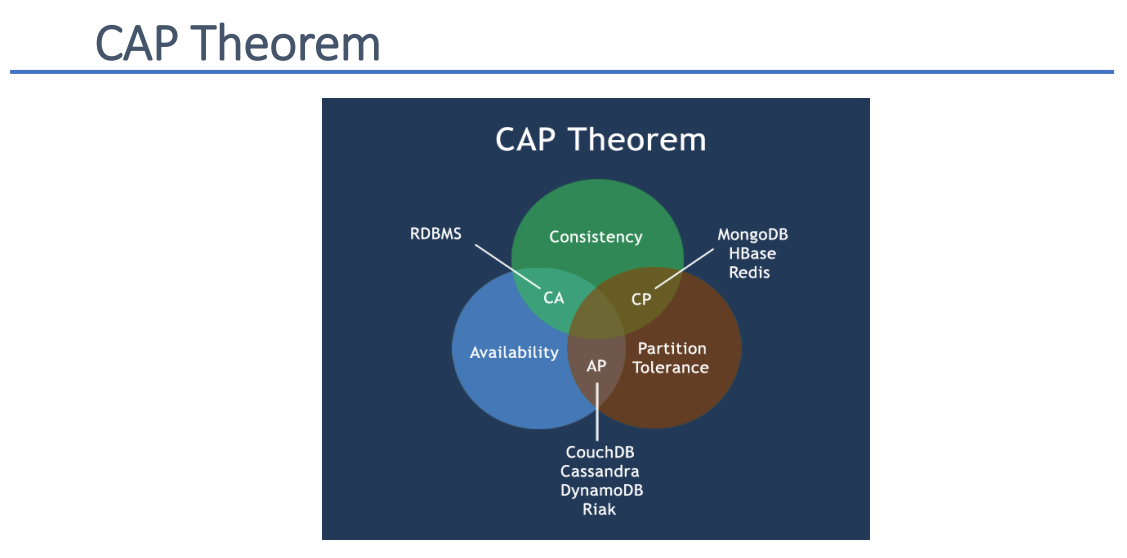 CAP Theorem
CAP Theorem
RDBMS
Consistency
MongoDB
HBase
Redis
CA
CP
Availability
Partition
Tolerance
AP
CouchDB
Cassandra
DynamoDB
Riak